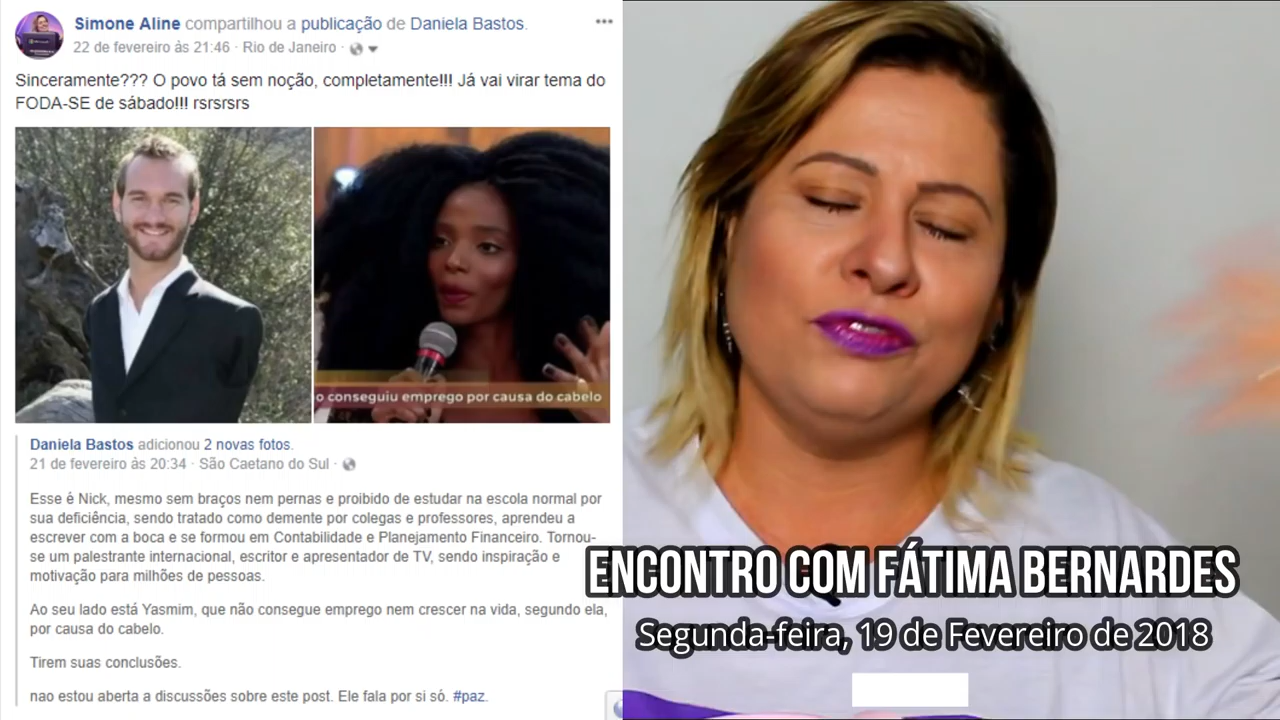 Simone Aline compartilhou a publicação de Daniela Bastos.
22 de fevereiro às 21:46 · Rio de Janeiro ·
Sinceramente??? O povo tá sem noção, completamente!!! Já vai virar tema do
FODA-SE de sábado!!! rsrsrsrs
o conseguiu emprego por causa do cabelo
Daniela Bastos adicionou 2 novas fotos.
21 de fevereiro às 20:34 · São Caetano do Sul ·
Esse é Nick, mesmo sem braços nem pernas e proibido de estudar na escola normal por
sua deficiência, sendo tratado como demente por colegas e professores, aprendeu a
escrever com a boca e se formou em Contabilidade e Planejamento Financeiro. Tornou-
se um palestrante internacional, escritor e apresentador de TV, sendo inspiração e
motivação para milhões de pessoas.
Ao seu lado está Yasmim, que não consegue emprego nem crescer na vida, segundo ela,
por causa do cabelo.
Tirem suas conclusões.
nao estou aberta a discussões sobre este post. Ele fala por si só. #paz.
ENCONTRO COM FÁTIMA BERNARDES
Segunda-feira, 19 de Fevereiro de 2018